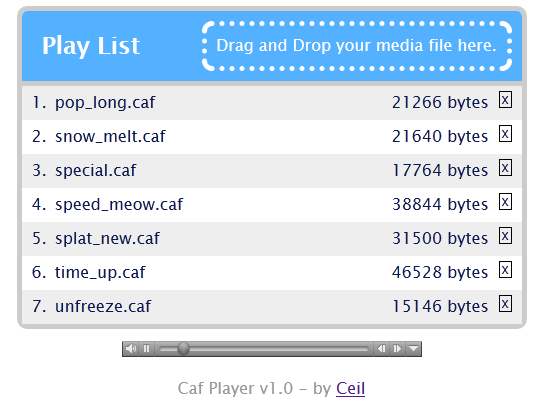 Play List
Drag and Drop your media file here.
1. pop_long.caf 21266 bytes X
2. snow_melt.caf 21640 bytes X
3. special.caf 17764 bytes X
4. speed_meow.caf 38844 bytes X
5. splat_new.caf 31500 bytes X
6. time_up.caf 46528 bytes X
7. unfreeze.caf 15146 bytes X
Caf Player v1.0 - by Ceil